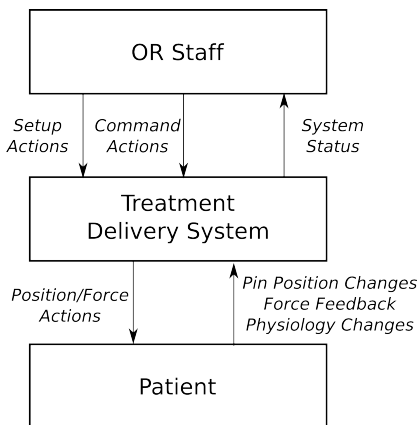 OR Staff
Setup
Actions
Command
Actions
System
Status
Treatment
Delivery System
Position/Force
Actions
Pin Position Changes
Force Feedback
Physiology Changes
Patient